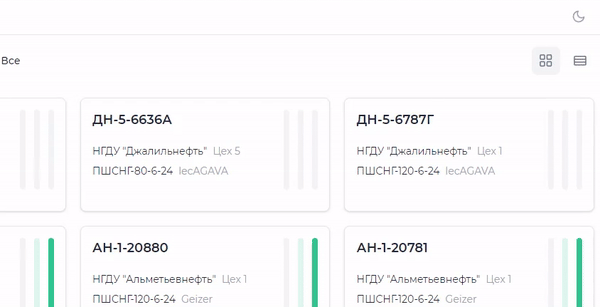 Все
ДН-5-6636А
НГДУ "Джалильнефть" Цех 5
ПШСНГ-80-6-24 IecAGAVA
ДН-5-6787Г
НГДУ "Джалильнефть" Цех 1
ПШСНГ-120-6-24 IecAGAVA
АН-1-20880
НГДУ "Альметьевнефть" Цех 1
ПШСНГ-120-6-24 Geizer
АН-1-20781
НГДУ "Альметьевнефть" Цех 1
ПШСНГ-120-6-24 Geizer